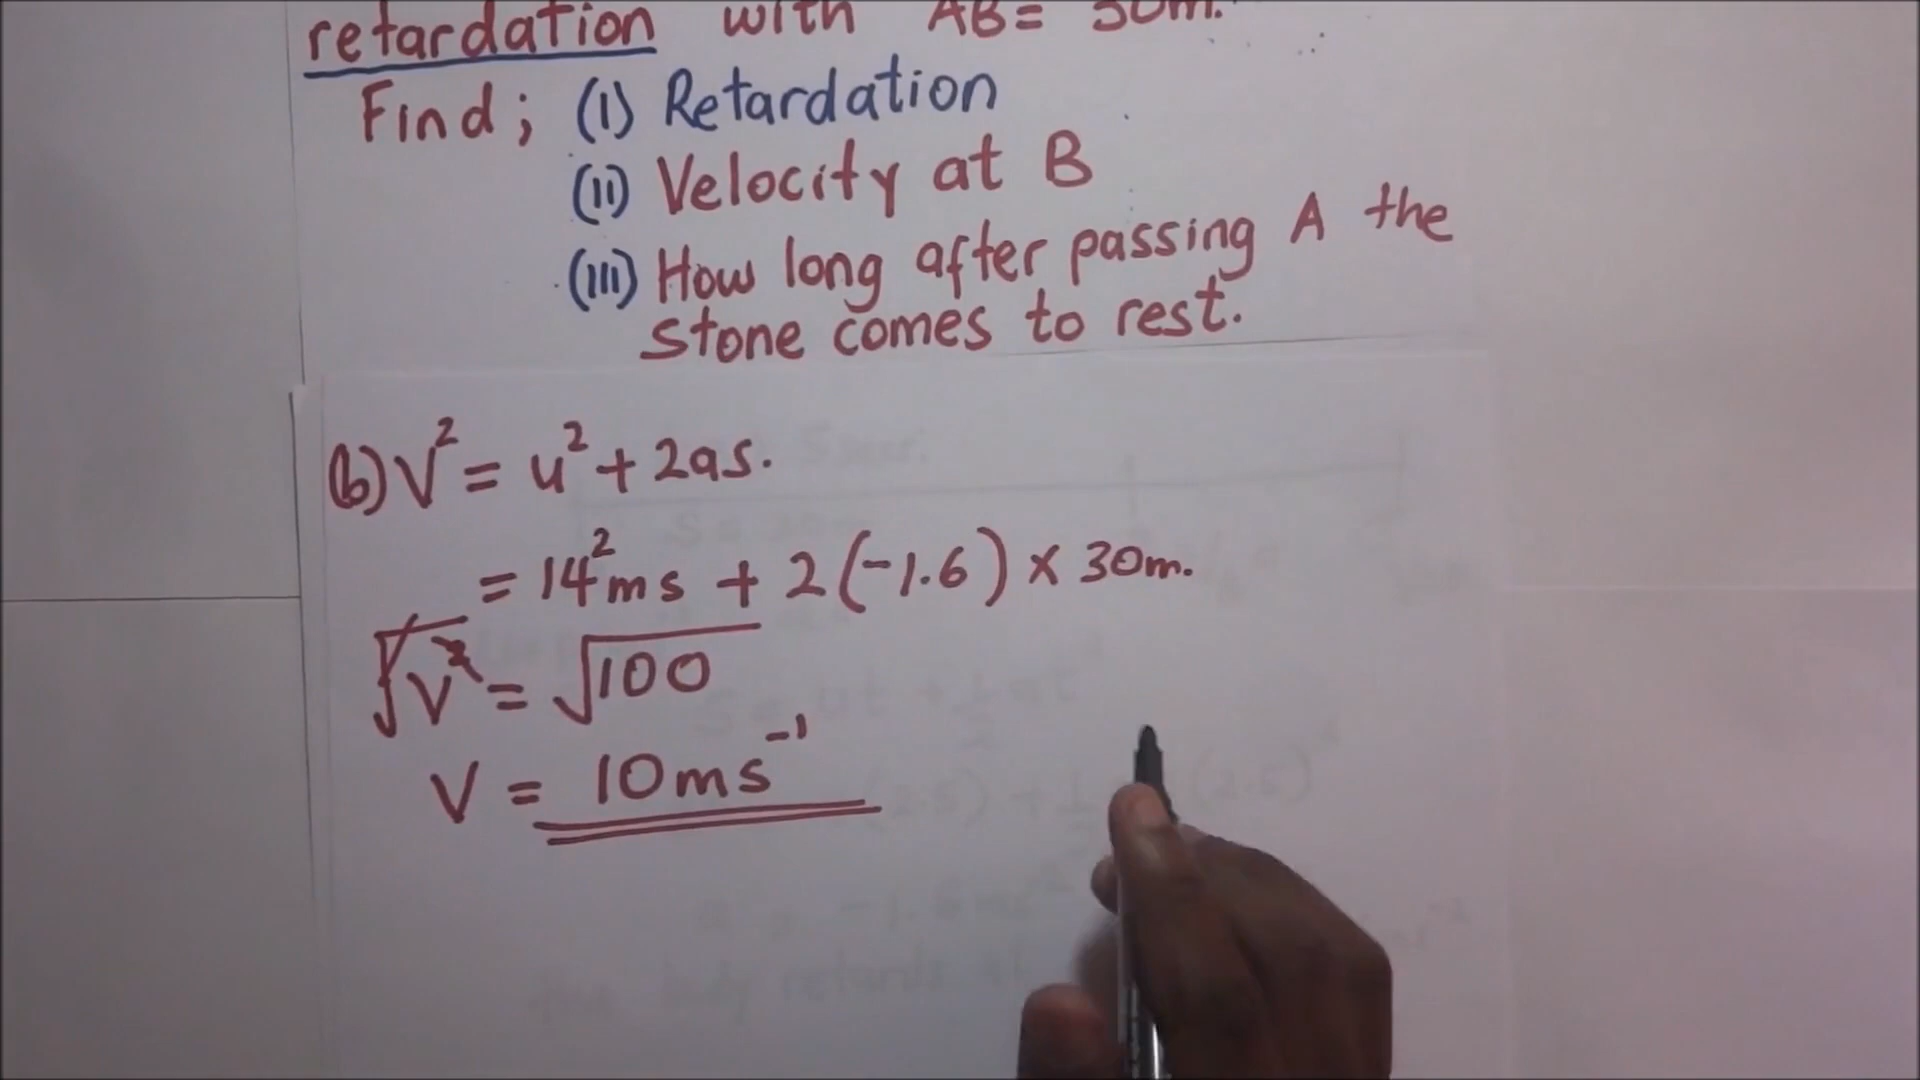 retardation with AB= 30m.
Find; (I) Retardation
(II) Velocity at B
(III) How long after passing A the
stone comes to rest.
(b) V² = u² + 2as.
= 14²ms + 2(-1.6) × 30m.
√V² = √100
V = 10ms⁻¹